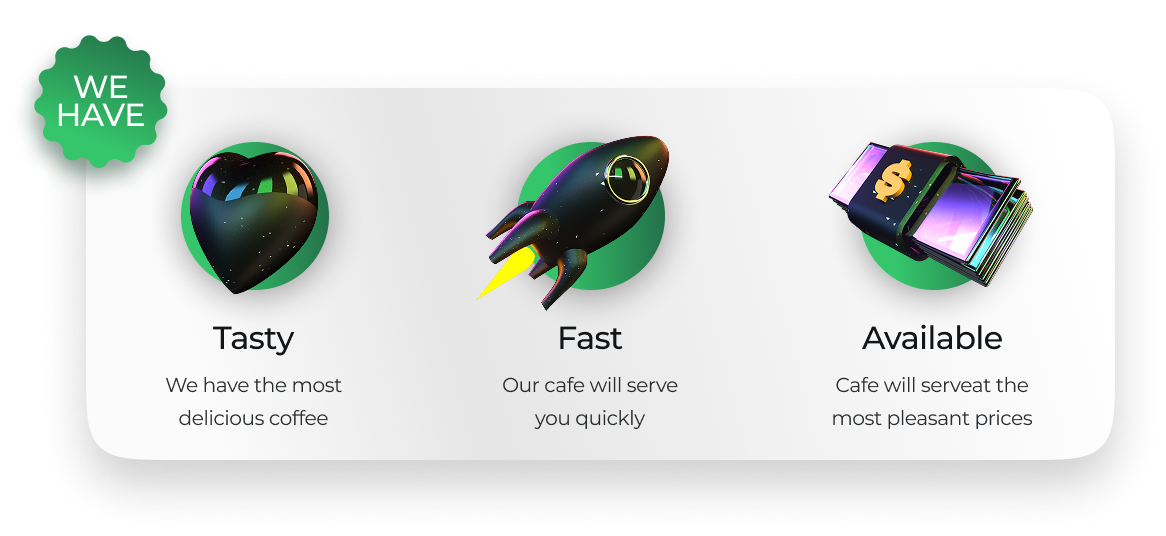 WE
HAVE
$
Tasty
We have the most
delicious coffee
Fast
Our cafe will serve
you quickly
Available
Cafe will serveat the
most pleasant prices